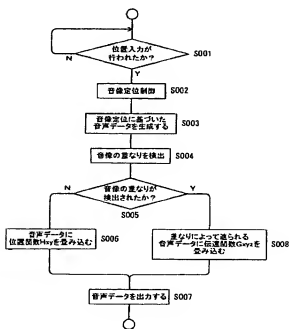 位置入力が
行われたか?
S001
N
Y
音像定位制御
S002
音像定位に基づいた
音声データを生成する
S003
音像の重なりを検出
S004
N
音像の重なりが
検出されたか?
Y
S005
音声データに
位置関数Hxyを畳み込む
S006
重なりによって遮られる
音声データに伝達関数Gxyzを
畳み込む
S008
音声データを出力する
S007